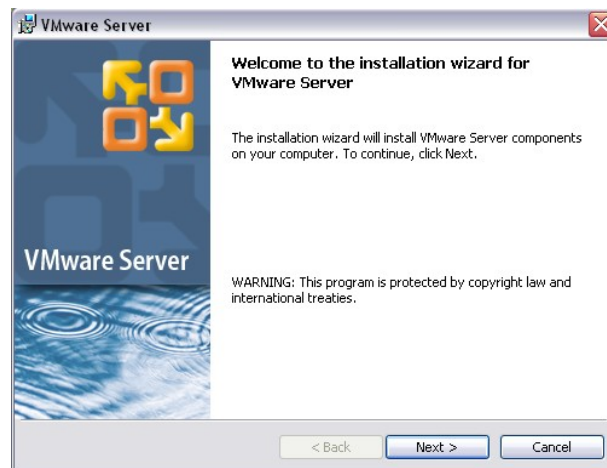 VMware Server
Welcome to the installation wizard for
VMware Server
The installation wizard will install VMware Server components
on your computer. To continue, click Next.
VMware Server
WARNING: This program is protected by copyright law and
international treaties.
< Back
Next >
Cancel